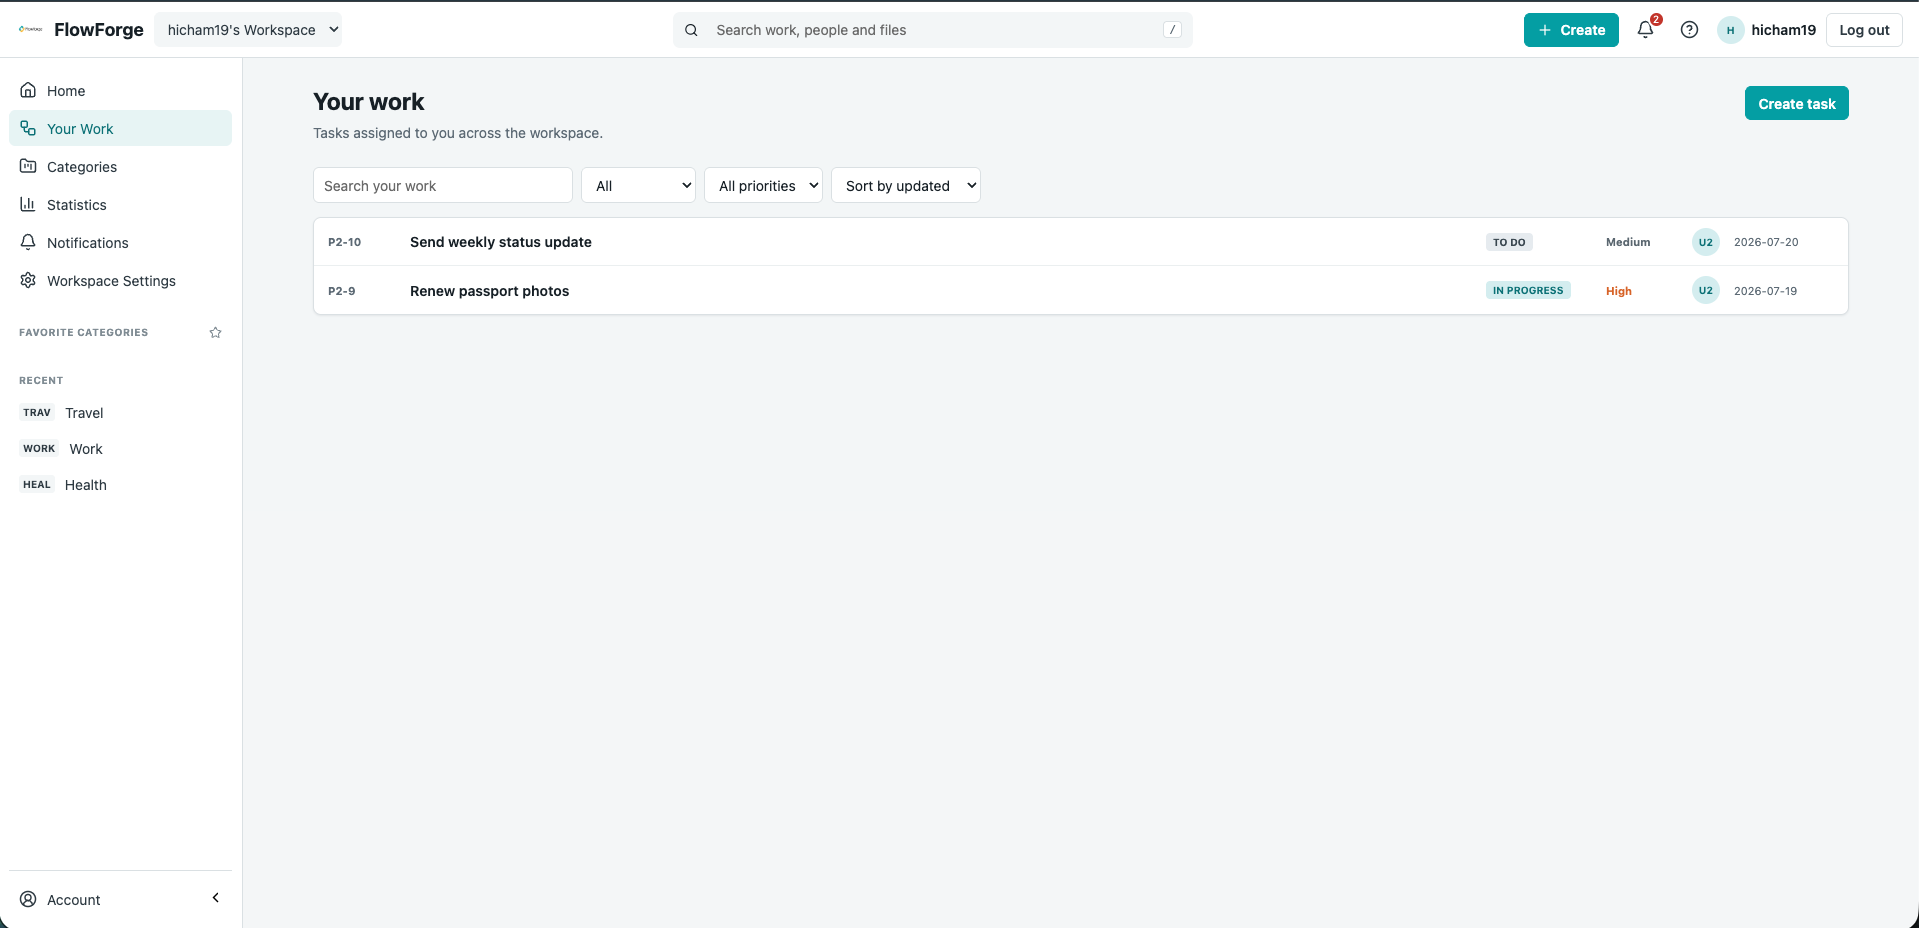 FlowForge
hicham19's Workspace
Search work, people and files
/
+ Create
2
H
hicham19
Log out
Home
Your Work
Categories
Statistics
Notifications
Workspace Settings
FAVORITE CATEGORIES
RECENT
TRAV Travel
WORK Work
HEAL Health
Account
Your work
Create task
Tasks assigned to you across the workspace.
Search your work
All
All priorities
Sort by updated
P2-10 Send weekly status update TO DO Medium U2 2026-07-20
P2-9 Renew passport photos IN PROGRESS High U2 2026-07-19